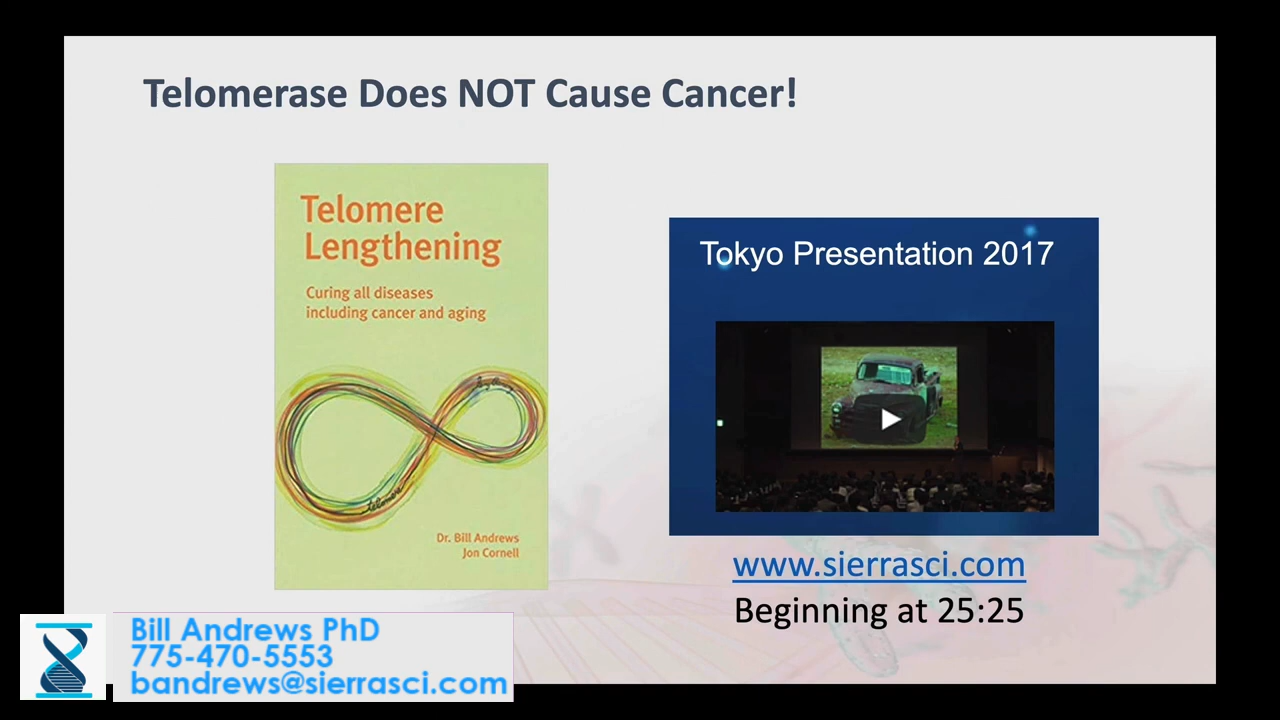 Telomerase Does NOT Cause Cancer!
Telomere
Lengthening
Curing all diseases
including cancer and aging
telomere
Dr. Bill Andrews
Jon Cornell
Tokyo Presentation 2017
www.sierrasci.com
Beginning at 25:25
Bill Andrews PhD
775-470-5553
bandrews@sierrasci.com